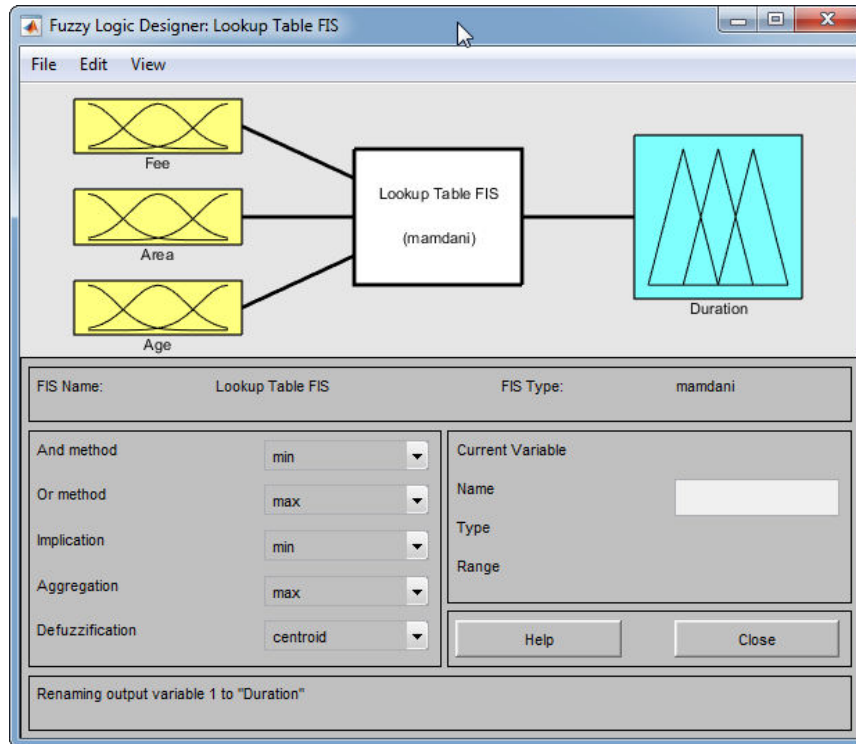 Fuzzy Logic Designer: Lookup Table FIS
File Edit View
Fee
Area
Age
Lookup Table FIS
(mamdani)
Duration
FIS Name: Lookup Table FIS FIS Type: mamdani
And method min
Or method max
Implication min
Aggregation max
Defuzzification centroid
Current Variable
Name
Type
Range
Help Close
Renaming output variable 1 to "Duration"